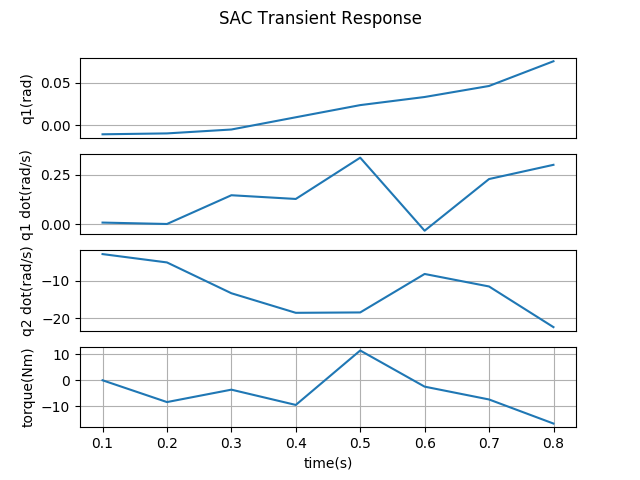 SAC Transient Response
q1(rad)
0.05
0.00
q1 dot(rad/s)
0.25
0.00
q2 dot(rad/s)
−10
−20
torque(Nm)
10
0
−10
0.1 0.2 0.3 0.4 0.5 0.6 0.7 0.8
time(s)